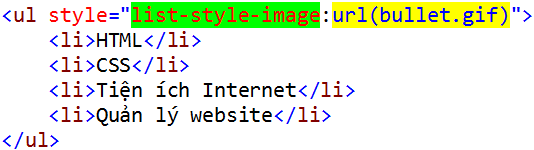 <ul style="list-style-image:url(bullet.gif)">
    <li>HTML</li>
    <li>CSS</li>
    <li>Tiện ích Internet</li>
    <li>Quản lý website</li>
</ul>